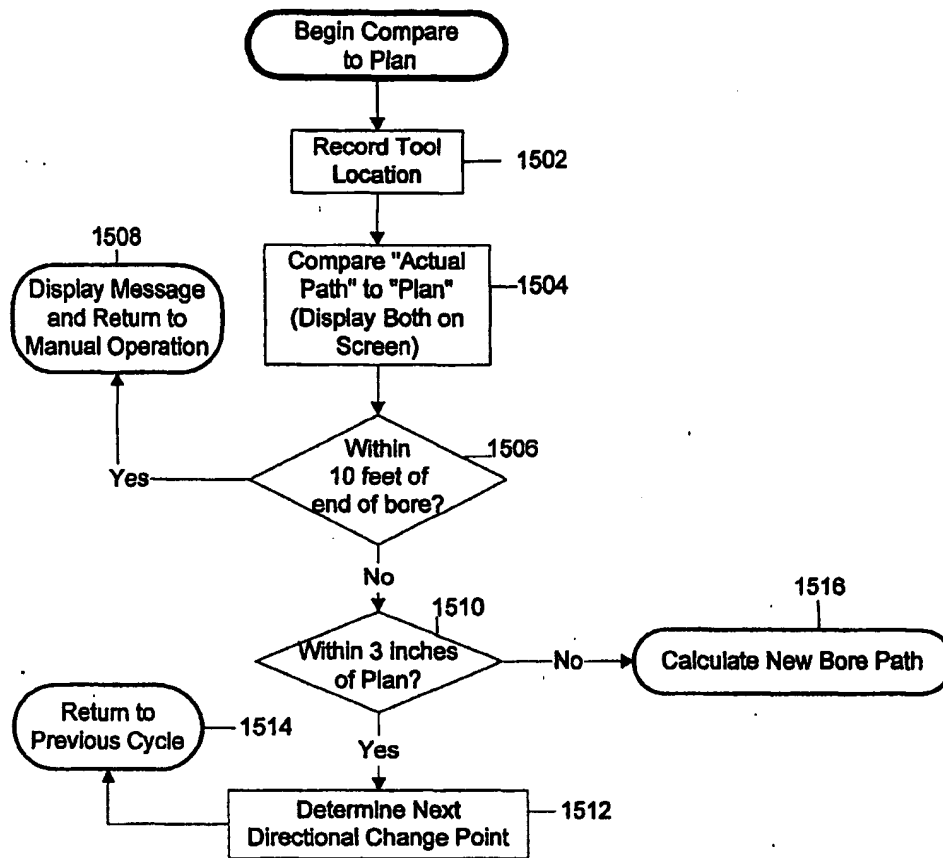 Begin Compare
to Plan
Record Tool
Location
1502
Compare "Actual
Path" to "Plan"
(Display Both on
Screen)
1504
1508
Display Message
and Return to
Manual Operation
Within
10 feet of
end of bore?
1506
Yes
No
1510
Within 3 inches
of Plan?
No
1516
Calculate New Bore Path
Return to
Previous Cycle
1514
Yes
Determine Next
Directional Change Point
1512